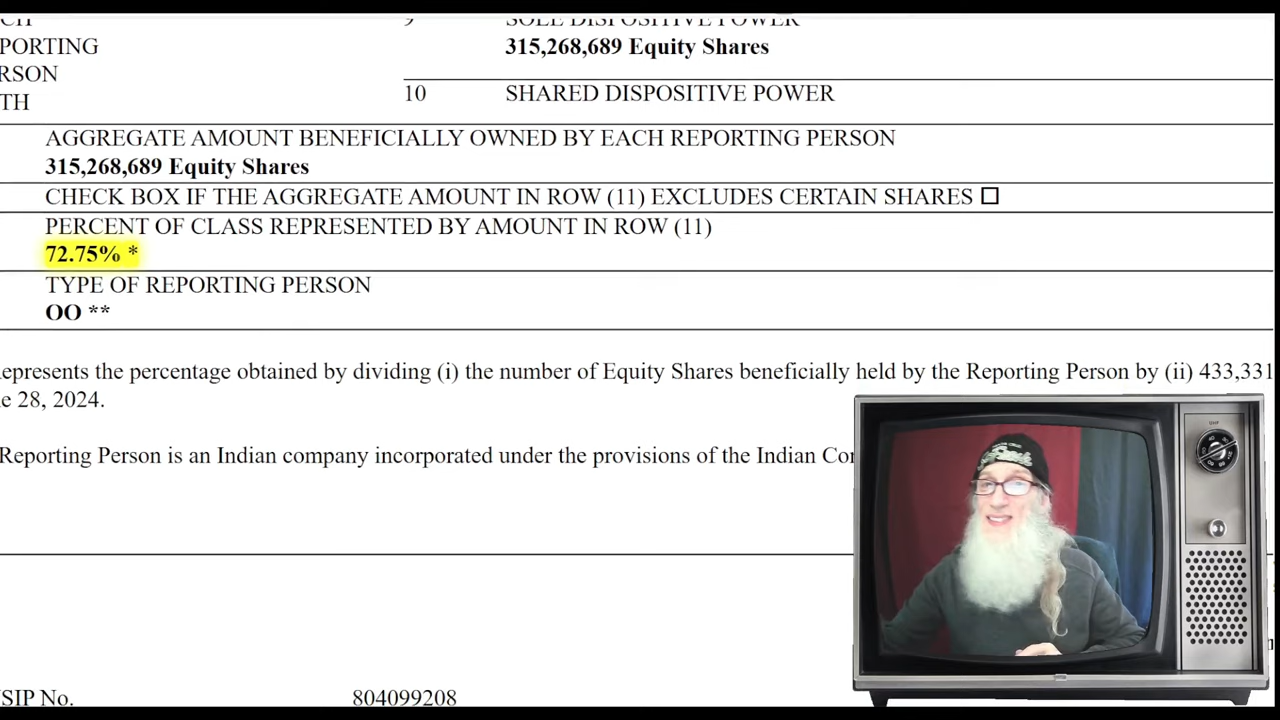 9 SOLE DISPOSITIVE POWER
PORTING
315,268,689 Equity Shares
RSON
TH
10 SHARED DISPOSITIVE POWER
AGGREGATE AMOUNT BENEFICIALLY OWNED BY EACH REPORTING PERSON
315,268,689 Equity Shares
CHECK BOX IF THE AGGREGATE AMOUNT IN ROW (11) EXCLUDES CERTAIN SHARES ☐
PERCENT OF CLASS REPRESENTED BY AMOUNT IN ROW (11)
72.75% *
TYPE OF REPORTING PERSON
OO **
epresents the percentage obtained by dividing (i) the number of Equity Shares beneficially held by the Reporting Person by (ii) 433,331
e 28, 2024.
Reporting Person is an Indian company incorporated under the provisions of the Indian Co
SIP No. 804099208